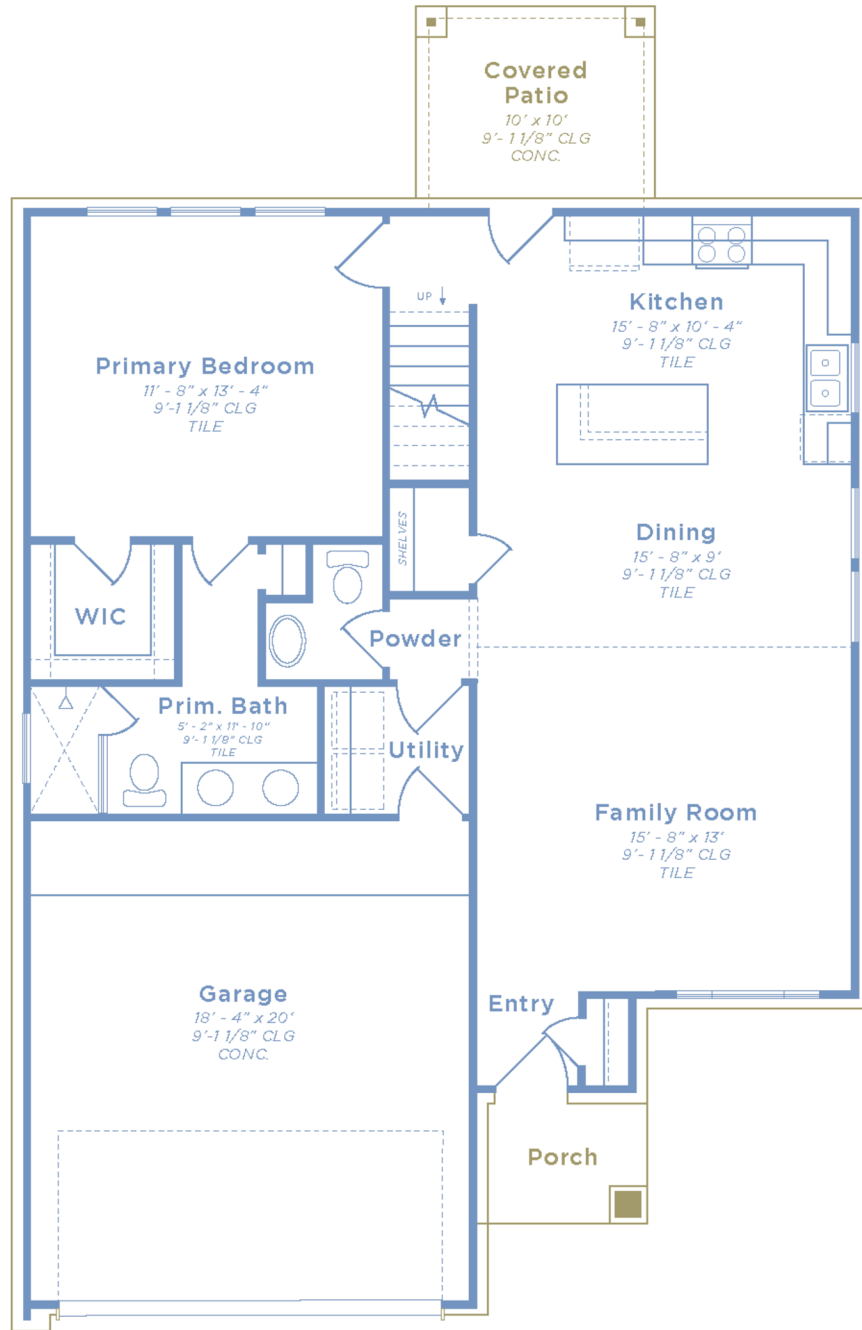 Covered
Patio
10' x 10'
9'- 1 1/8" CLG
CONC.
UP
Kitchen
15' - 8" x 10' - 4"
9'- 1 1/8" CLG
TILE
Primary Bedroom
11' - 8" x 13' - 4"
9'-1 1/8" CLG
TILE
SHELVES
Dining
15' - 8" x 9'
9'- 1 1/8" CLG
TILE
WIC
Powder
Prim. Bath
5' - 2" x 11' - 10"
9'- 1 1/8" CLG
TILE
Utility
Family Room
15' - 8" x 13'
9'- 1 1/8" CLG
TILE
Garage
18' - 4" x 20'
9'-1 1/8" CLG
CONC.
Entry
Porch